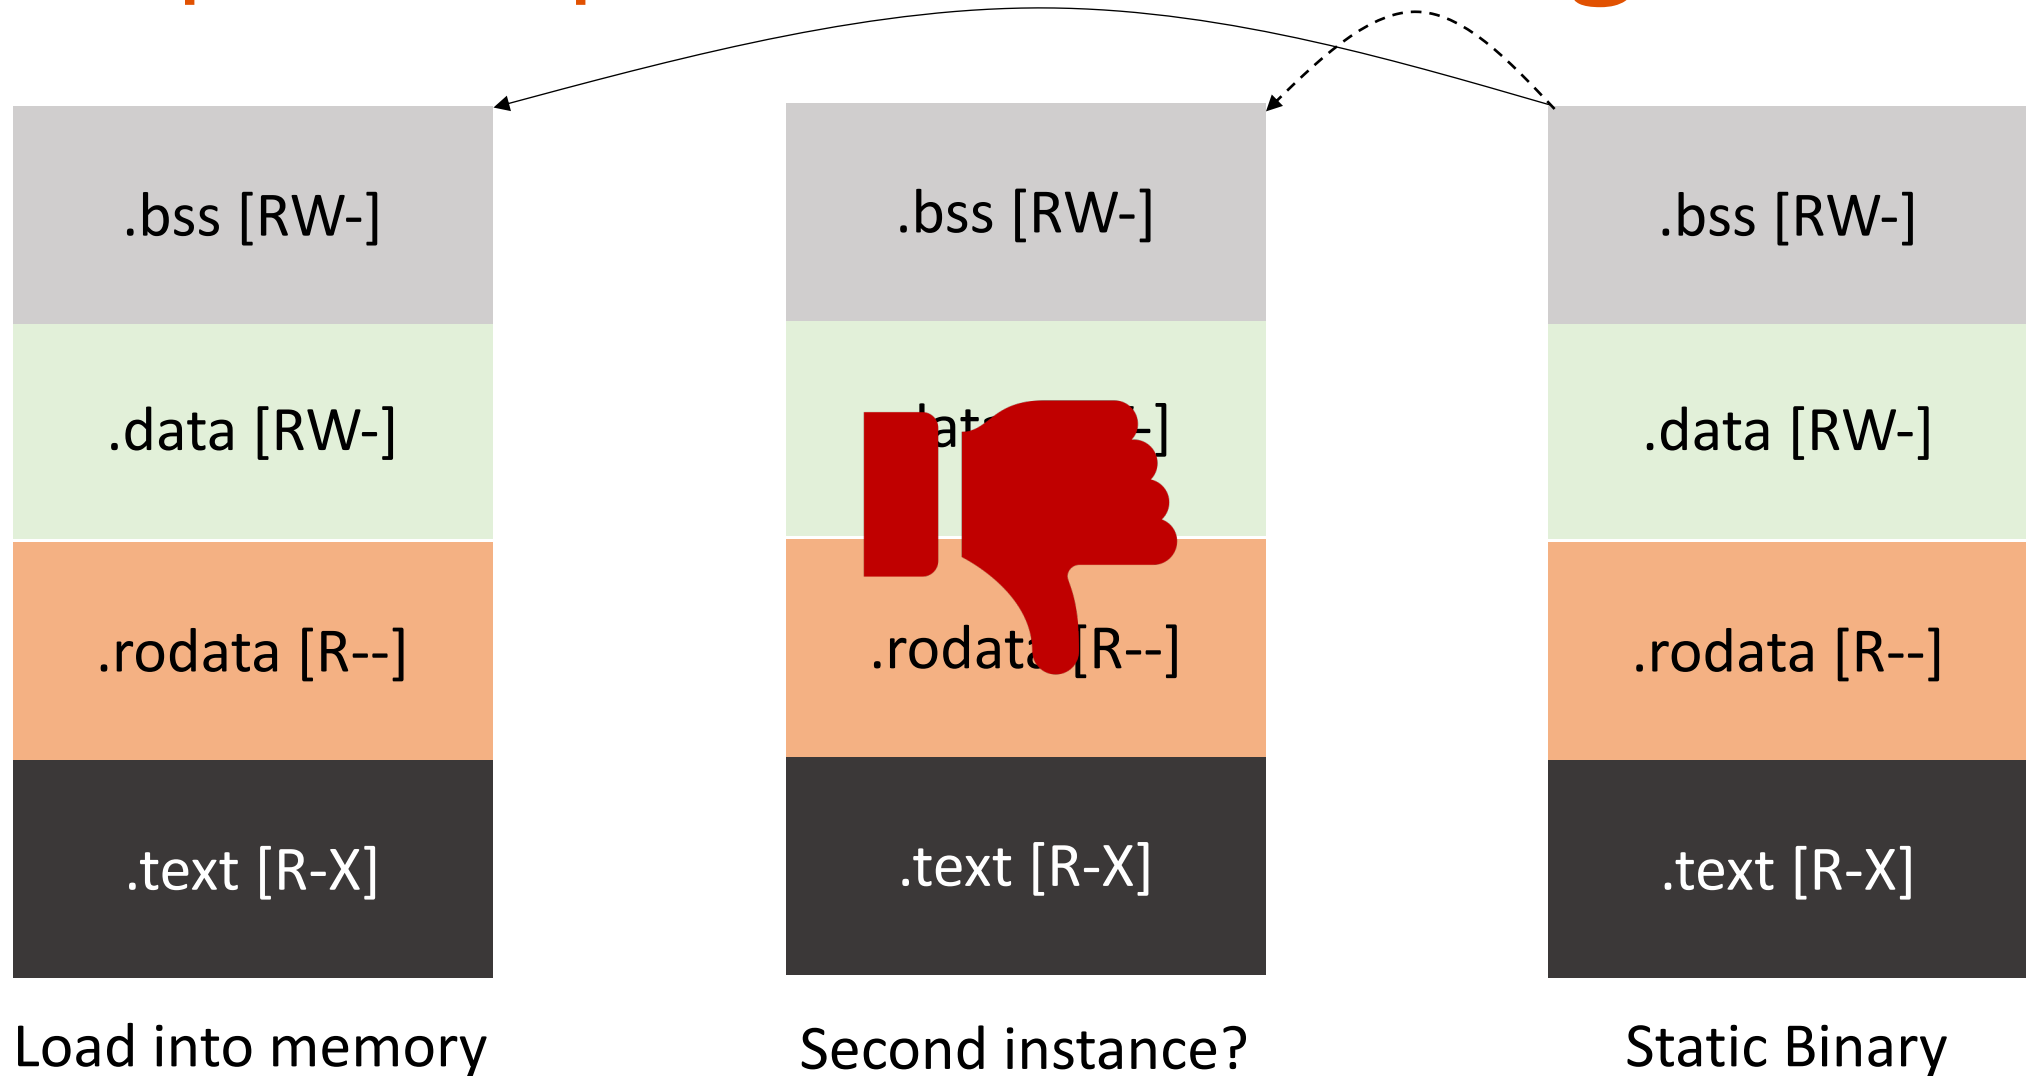 .bss [RW-]
.data [RW-]
.rodata [R--]
.text [R-X]
Load into memory
.bss [RW-]
.rodata [R--]
.text [R-X]
Second instance?
.bss [RW-]
.data [RW-]
.rodata [R--]
.text [R-X]
Static Binary